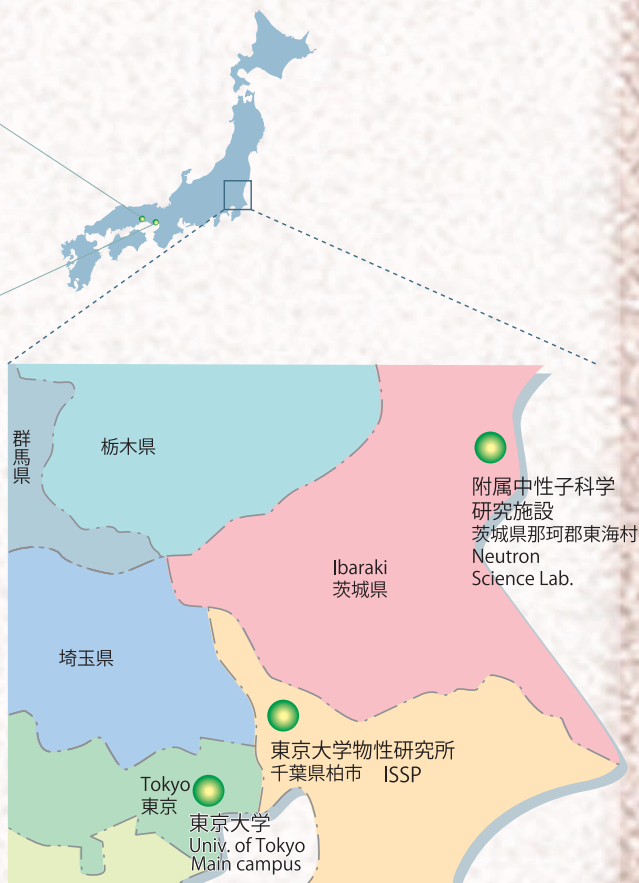 群馬県
栃木県
附属中性子科学
研究施設
茨城県那珂郡東海村
Neutron
Science Lab.
Ibaraki
茨城県
埼玉県
東京大学物性研究所
千葉県柏市 ISSP
Tokyo
東京
東京大学
Univ. of Tokyo
Main campus